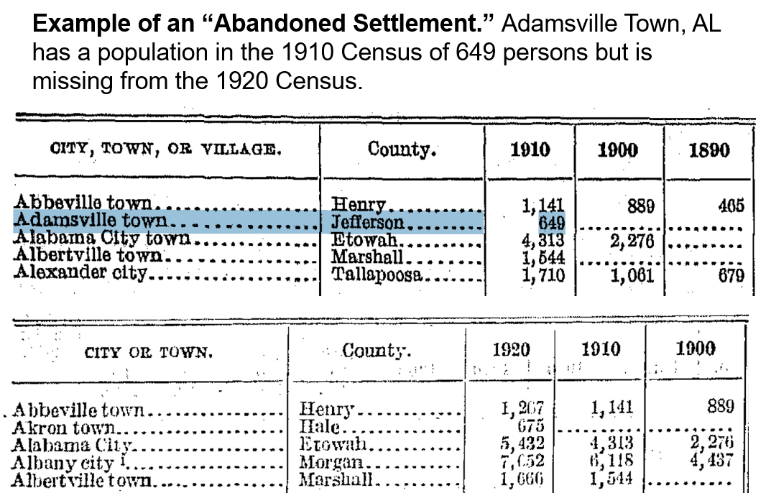 Example of an “Abandoned Settlement.” Adamsville Town, AL
has a population in the 1910 Census of 649 persons but is
missing from the 1920 Census.
CITY, TOWN, OR VILLAGE. County. 1910 1900 1890
Abbeville town Henry 1,141 889 465
Adamsville town Jefferson 649
Alabama City town Etowah 4,313 2,276
Albertville town Marshall 1,544
Alexander city Tallapoosa 1,710 1,061 679
CITY OR TOWN. County. 1920 1910 1900
Abbeville town Henry 1,267 1,141 889
Akron town Hale 675
Alabama City Etowah 5,432 4,313 2,276
Albany city 1 Morgan 7,652 6,118 4,437
Albertville town Marshall 1,666 1,544